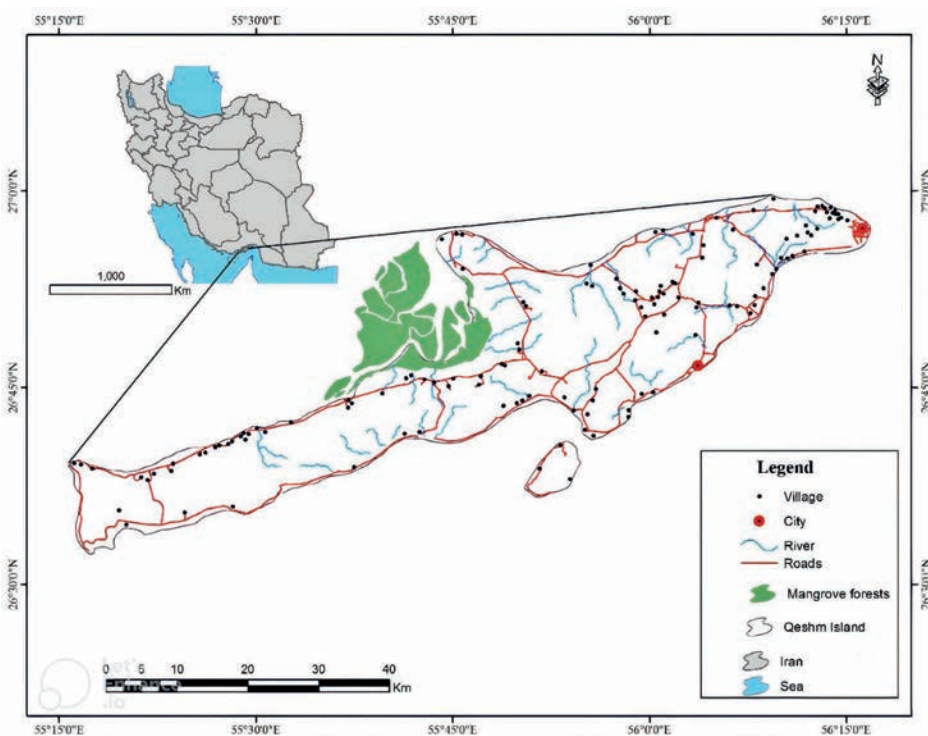 55°15'0"E 55°30'0"E 55°45'0"E 56°0'0"E 56°15'0"E
N
27°0'0"N
27°0'0"N
1,000
Km
26°45'0"N
26°45'0"N
Legend
Village
City
River
Roads
Mangrove forests
Qeshm Island
Iran
Sea
26°30'0"N
26°30'0"N
Let's
.io
0 5 10 20 30 40
Km
55°15'0"E 55°30'0"E 55°45'0"E 56°0'0"E 56°15'0"E